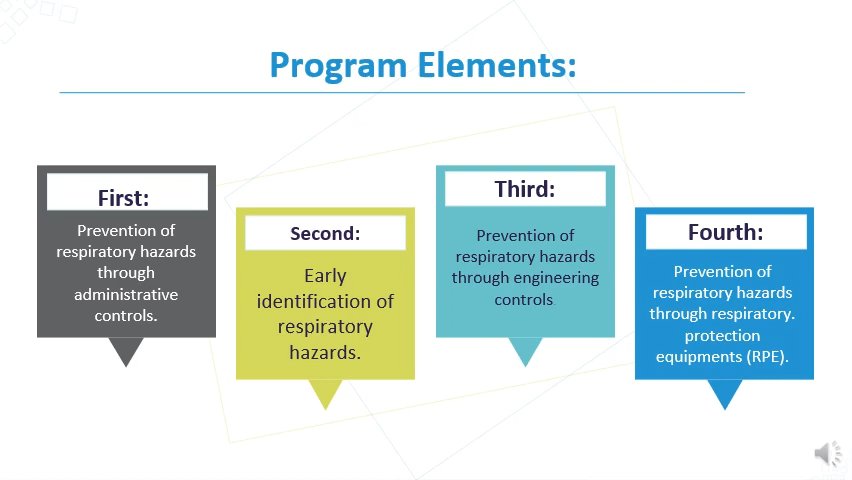 Program Elements:
First:
Prevention of
respiratory hazards
through
administrative
controls.
Second:
Early
identification of
respiratory
hazards.
Third:
Prevention of
respiratory hazards
through engineering
controls
Fourth:
Prevention of
respiratory hazards
through respiratory.
protection
equipments (RPE).